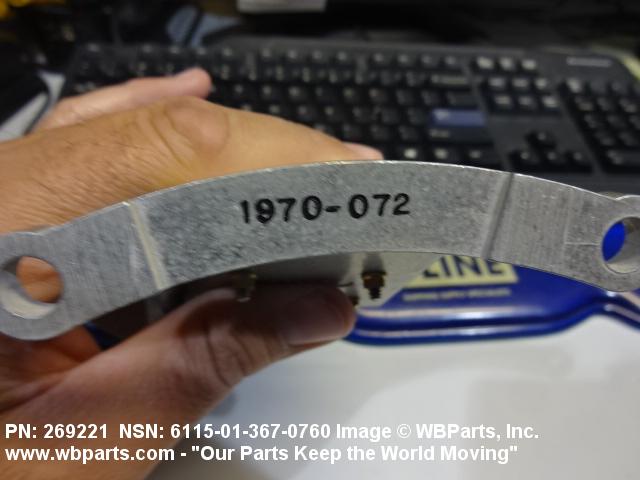 1970-072
LINE
PN: 269221 NSN: 6115-01-367-0760 Image © WBParts, Inc.
www.wbparts.com - "Our Parts Keep the World Moving"